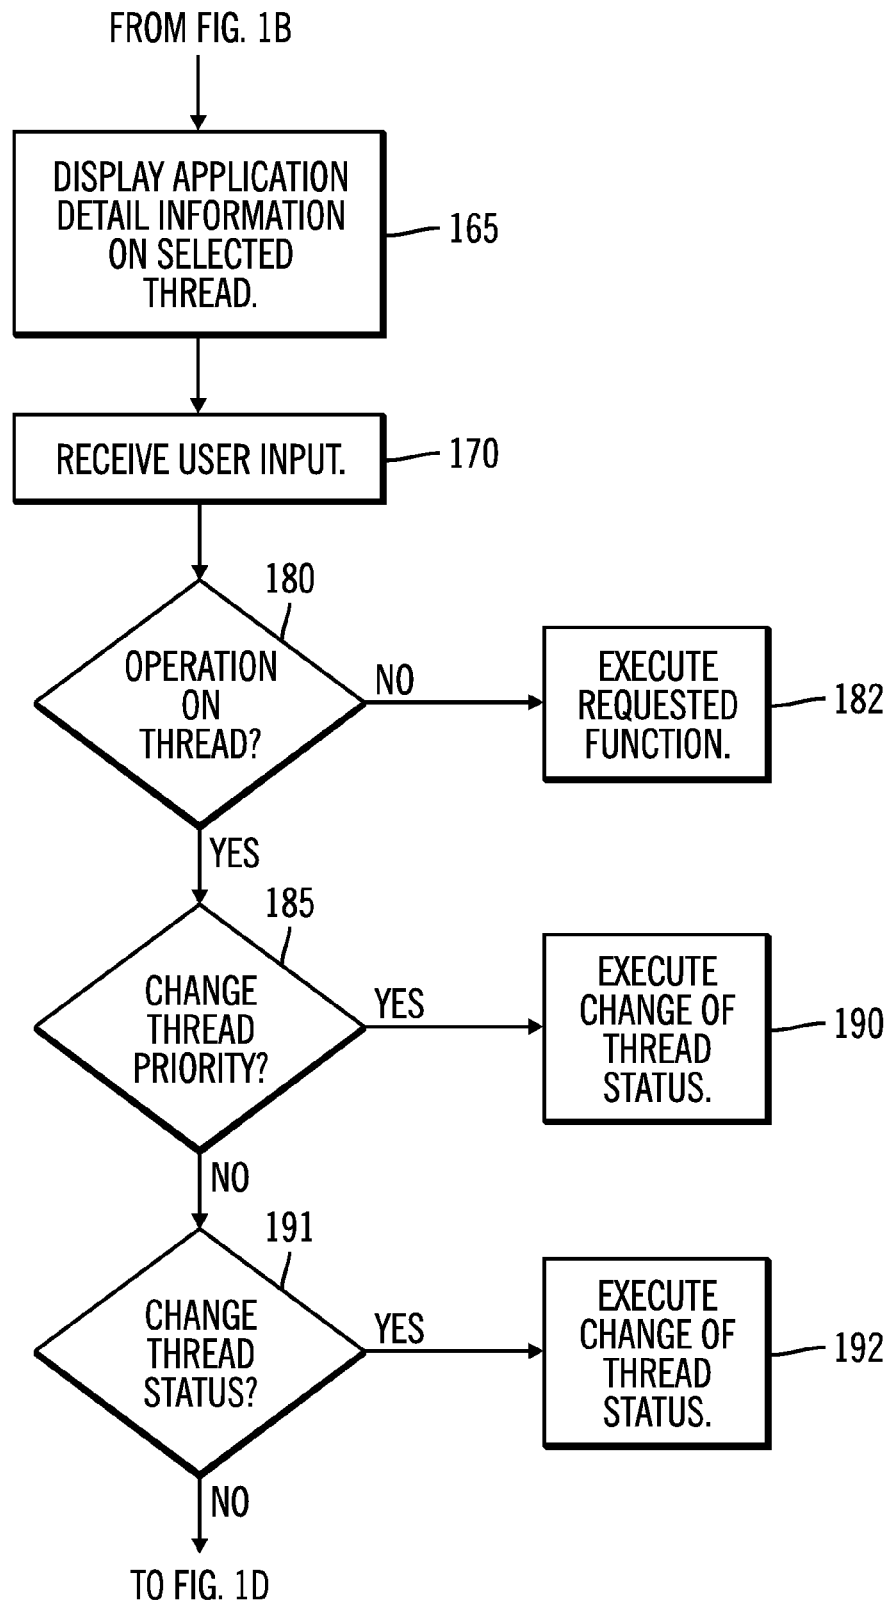 FROM FIG. 1B
DISPLAY APPLICATION
DETAIL INFORMATION
ON SELECTED
THREAD.
165
RECEIVE USER INPUT.
170
180
OPERATION
ON
THREAD?
NO
EXECUTE
REQUESTED
FUNCTION.
182
YES
185
CHANGE
THREAD
PRIORITY?
YES
EXECUTE
CHANGE OF
THREAD
STATUS.
190
NO
191
CHANGE
THREAD
STATUS?
YES
EXECUTE
CHANGE OF
THREAD
STATUS.
192
NO
TO FIG. 1D